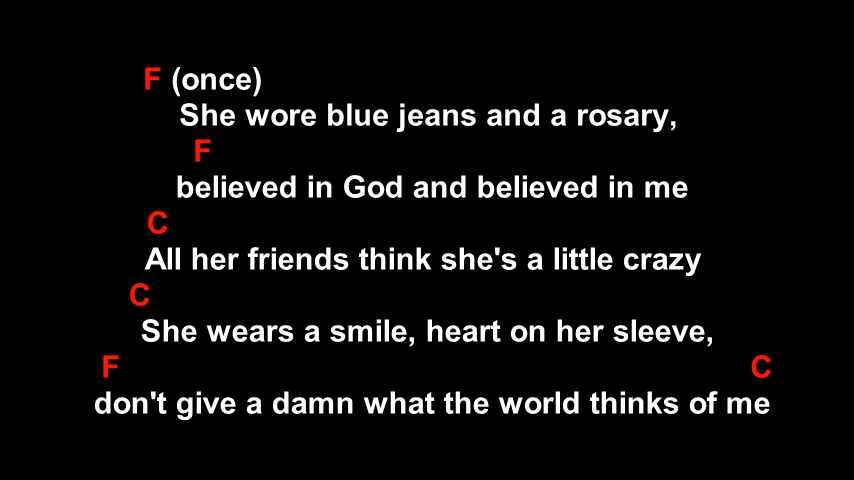 F (once)
She wore blue jeans and a rosary,
F
believed in God and believed in me
C
All her friends think she's a little crazy
C
She wears a smile, heart on her sleeve,
F C
don't give a damn what the world thinks of me